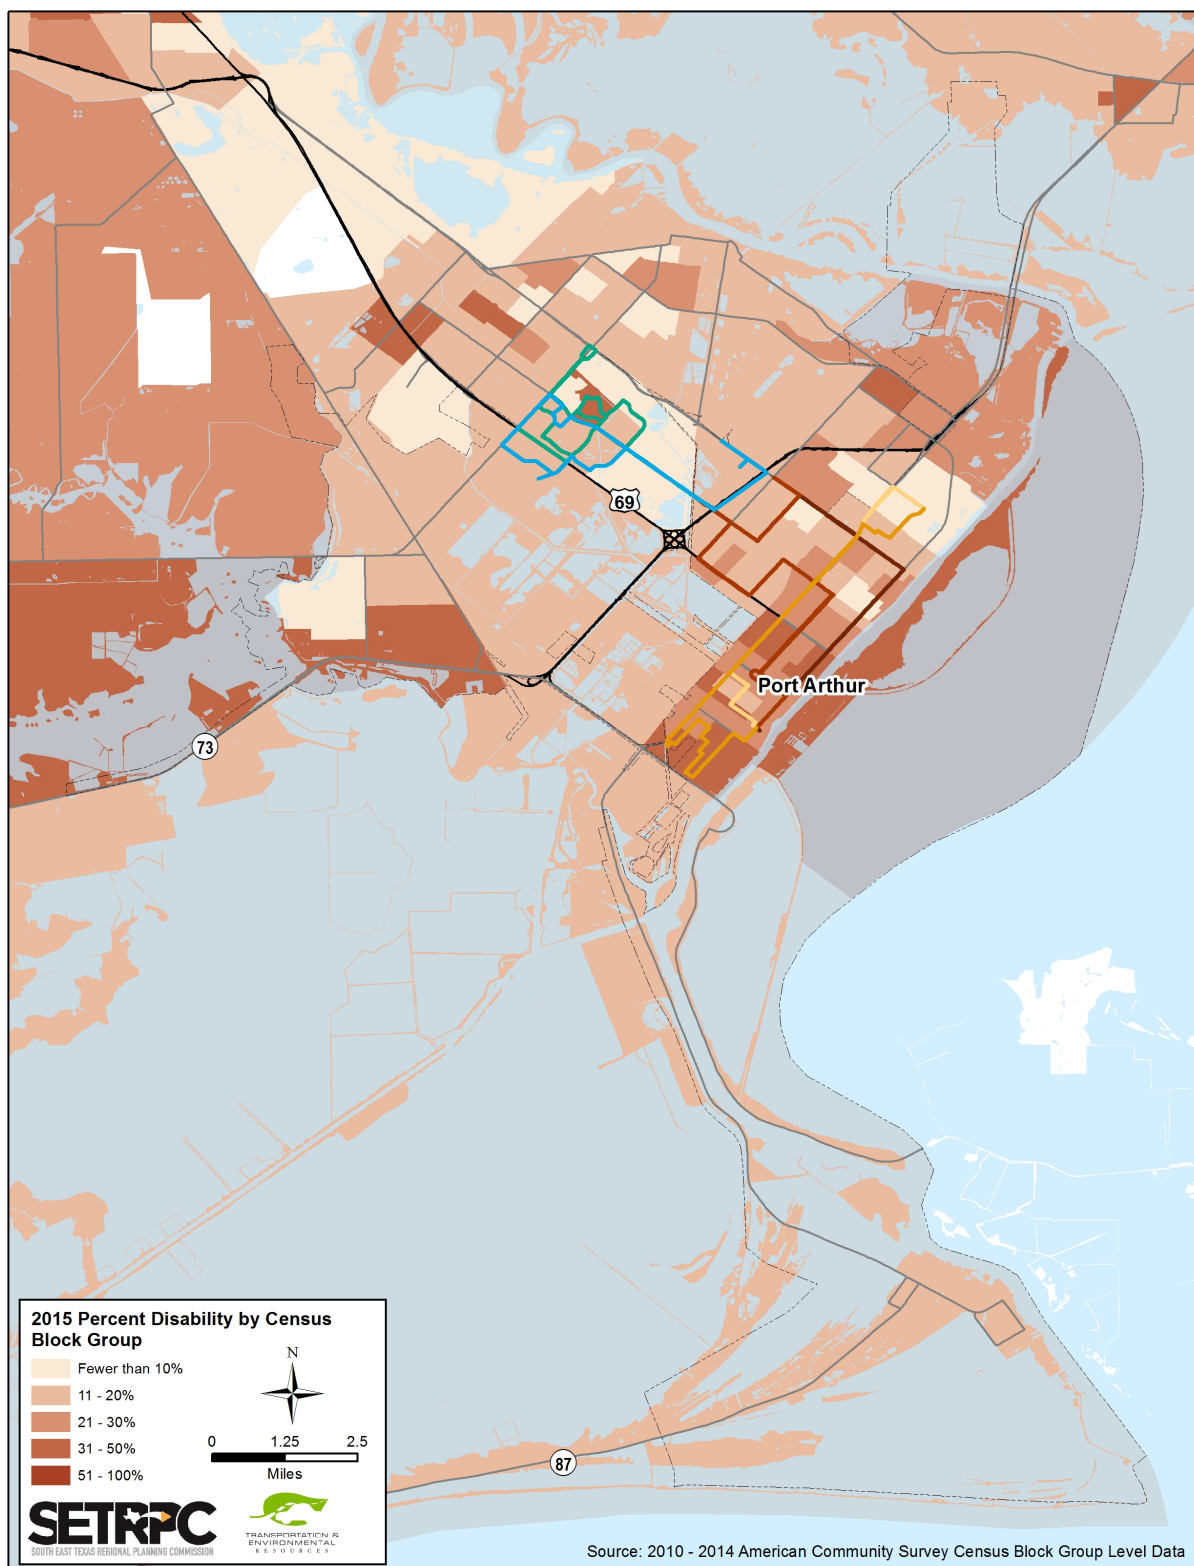 69
Port Arthur
73
2015 Percent Disability by Census
Block Group
Fewer than 10%
11 - 20%
21 - 30%
31 - 50%
51 - 100%
N
0 1.25 2.5
Miles
SETRPC
SOUTH EAST TEXAS REGIONAL PLANNING COMMISSION
TRANSPORTATION &
ENVIRONMENTAL
RESOURCES
87
Source: 2010 - 2014 American Community Survey Census Block Group Level Data